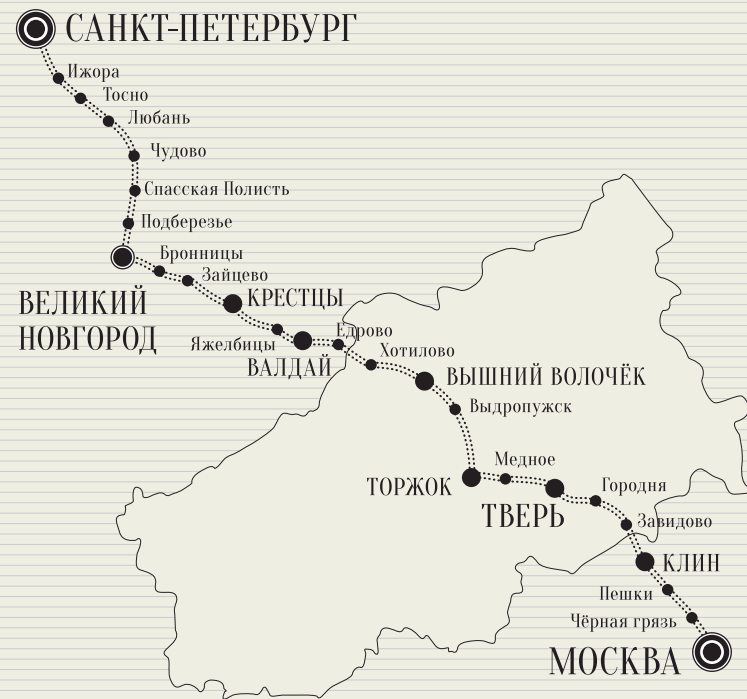 САНКТ-ПЕТЕРБУРГ
Ижора
Тосно
Любань
Чудово
Спасская Полисть
Подберезье
Бронницы
Зайцево
ВЕЛИКИЙ
НОВГОРОД
КРЕСТЦЫ
Яжелбицы
Едрово
ВАЛДАЙ
Хотилово
ВЫШНИЙ ВОЛОЧЁК
Выдропужск
ТОРЖОК
Медное
ТВЕРЬ
Городня
Завидово
КЛИН
Пешки
Чёрная грязь
МОСКВА